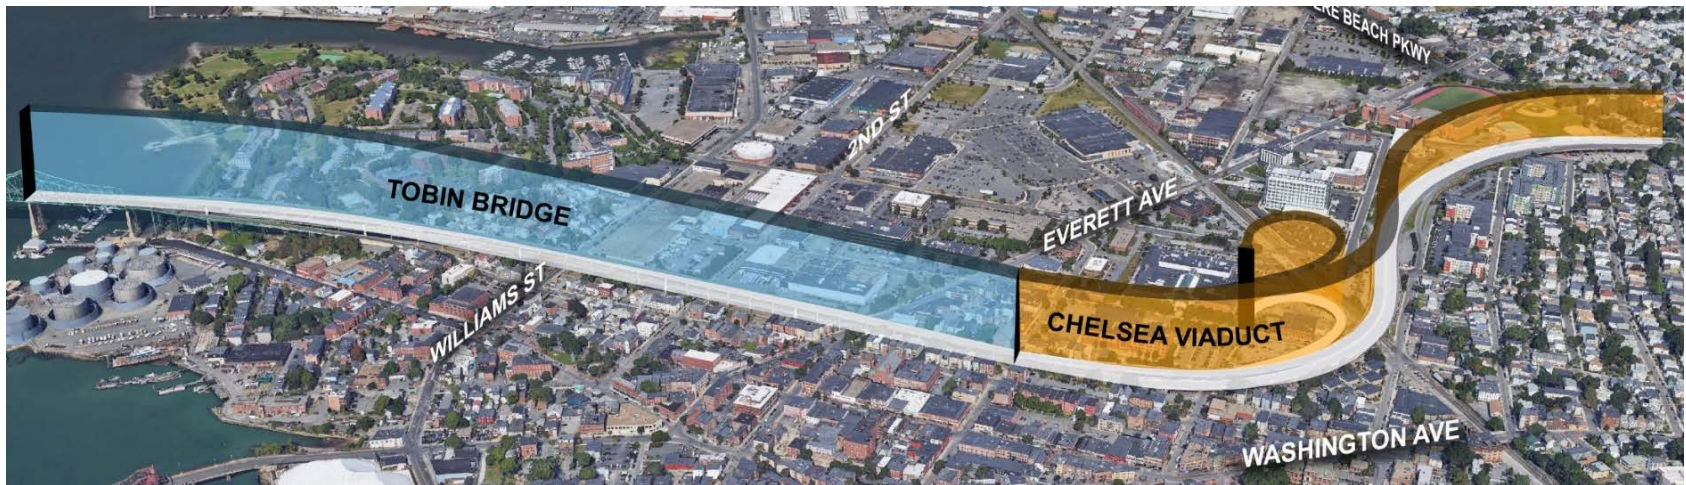 BEACH PKWY
2ND ST
TOBIN BRIDGE
EVERETT AVE
WILLIAMS ST
CHELSEA VIADUCT
WASHINGTON AVE